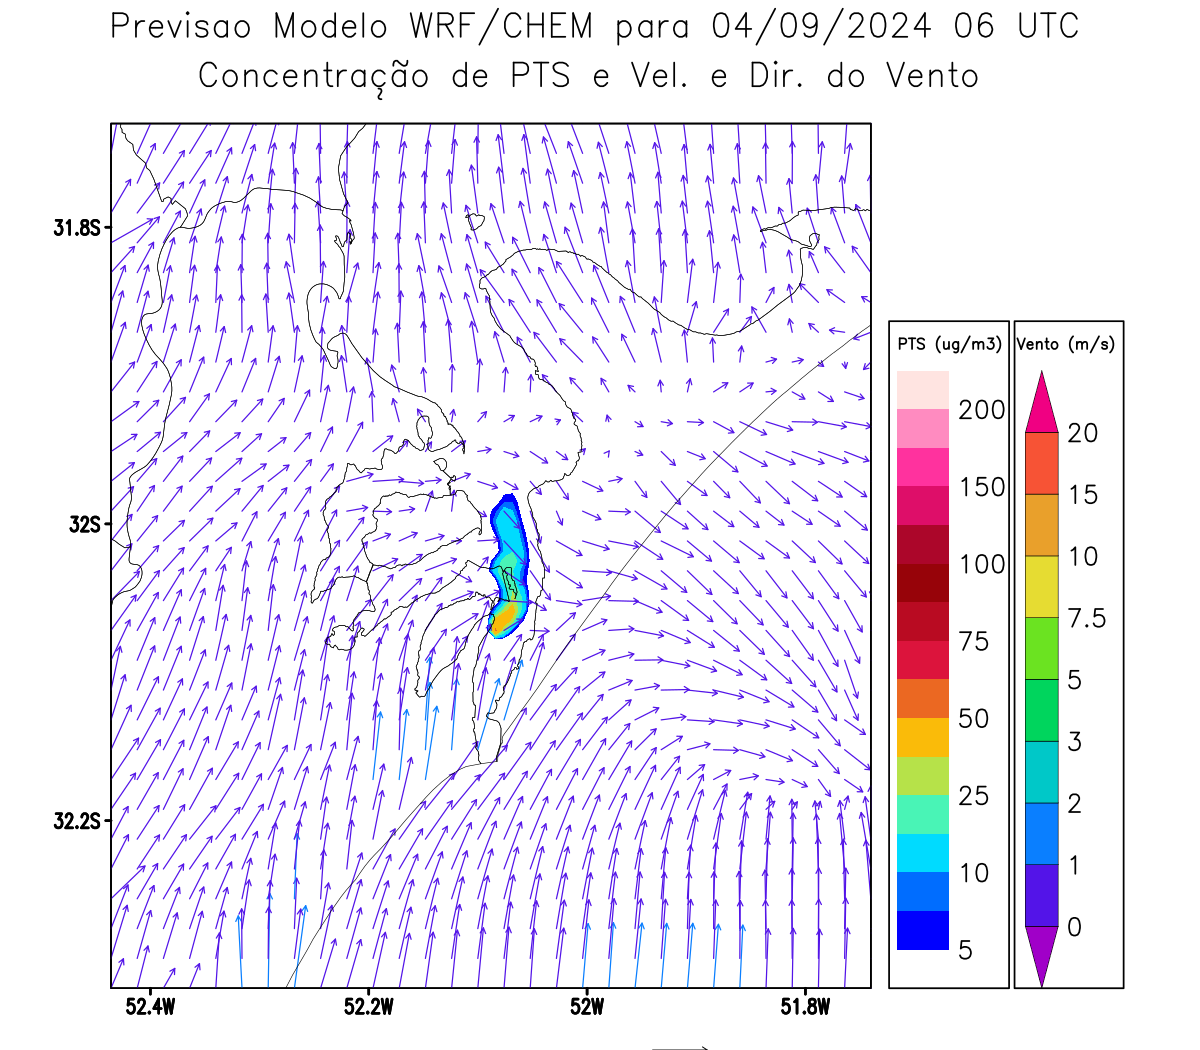 Previsao Modelo WRF/CHEM para 04/09/2024 06 UTC
Concentração de PTS e Vel. e Dir. do Vento
31.8S
32S
32.2S
52.4W
52.2W
52W
51.8W
PTS (ug/m3)
200
150
100
75
50
25
10
5
Vento (m/s)
20
15
10
7.5
5
3
2
1
0